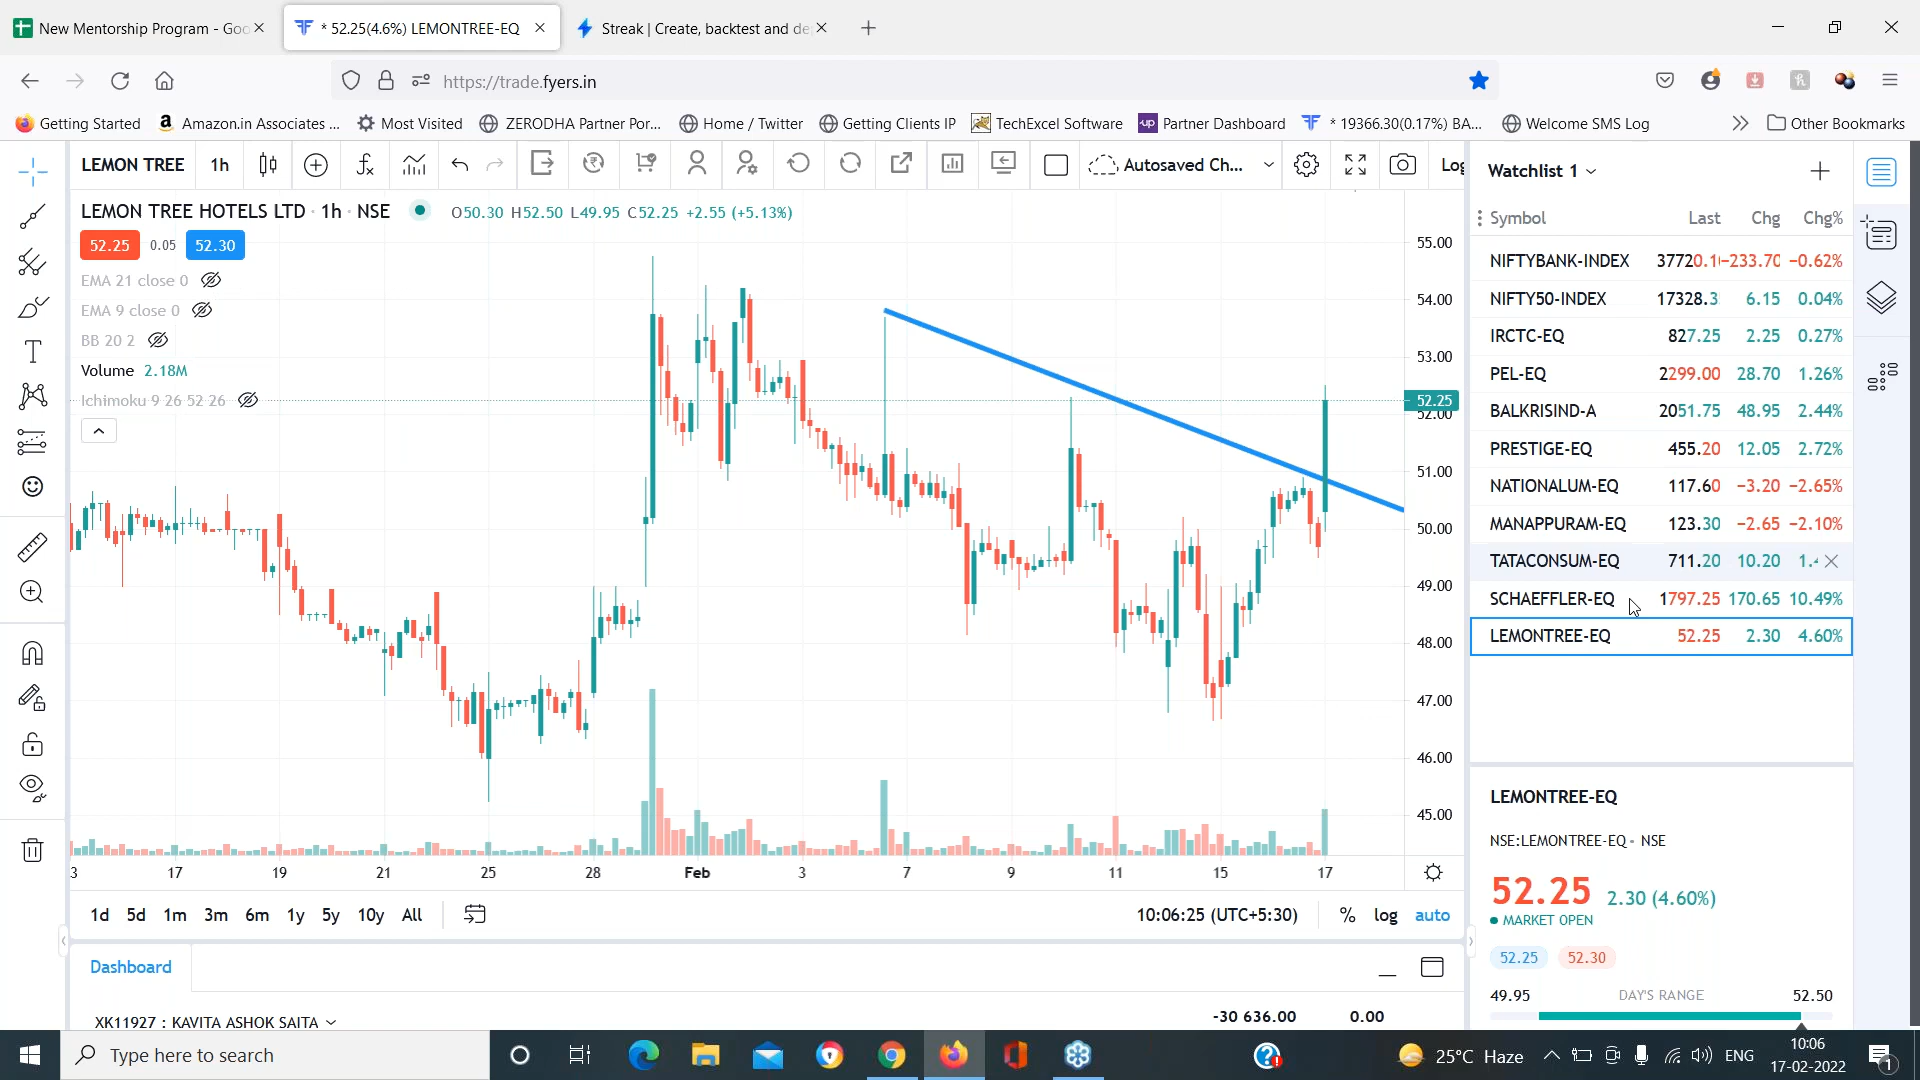 New Mentorship Program - Goo
* 52.25(4.6%) LEMONTREE-EQ
Streak | Create, backtest and de
https://trade.fyers.in
Getting Started
Amazon.in Associates ...
Most Visited
ZERODHA Partner Por...
Home / Twitter
Getting Clients IP
TechExcel Software
up Partner Dashboard
* 19366.30(0.17%) BA...
Welcome SMS Log
Other Bookmarks
LEMON TREE 1h Autosaved Ch... Log
LEMON TREE HOTELS LTD · 1h · NSE O50.30 H52.50 L49.95 C52.25 +2.55 (+5.13%)
52.25 0.05 52.30
EMA 21 close 0
EMA 9 close 0
BB 20 2
Volume 2.18M
Ichimoku 9 26 52 26
55.00
54.00
53.00
52.25
52.00
51.00
50.00
49.00
48.00
47.00
46.00
45.00
3 17 19 21 25 28 Feb 3 7 9 11 15 17
1d 5d 1m 3m 6m 1y 5y 10y All
10:06:25 (UTC+5:30) % log auto
Dashboard
XK11927 : KAVITA ASHOK SAITA -30 636.00 0.00
Watchlist 1
Symbol Last Chg Chg%
NIFTYBANK-INDEX 37720.1 -233.70 -0.62%
NIFTY50-INDEX 17328.3 6.15 0.04%
IRCTC-EQ 827.25 2.25 0.27%
PEL-EQ 2299.00 28.70 1.26%
BALKRISIND-A 2051.75 48.95 2.44%
PRESTIGE-EQ 455.20 12.05 2.72%
NATIONALUM-EQ 117.60 -3.20 -2.65%
MANAPPURAM-EQ 123.30 -2.65 -2.10%
TATACONSUM-EQ 711.20 10.20 1.4
SCHAEFFLER-EQ 1797.25 170.65 10.49%
LEMONTREE-EQ 52.25 2.30 4.60%
LEMONTREE-EQ
NSE:LEMONTREE-EQ · NSE
52.25 2.30 (4.60%)
MARKET OPEN
52.25 52.30
49.95 DAY'S RANGE 52.50
Type here to search
25°C Haze
ENG
10:06
17-02-2022
1